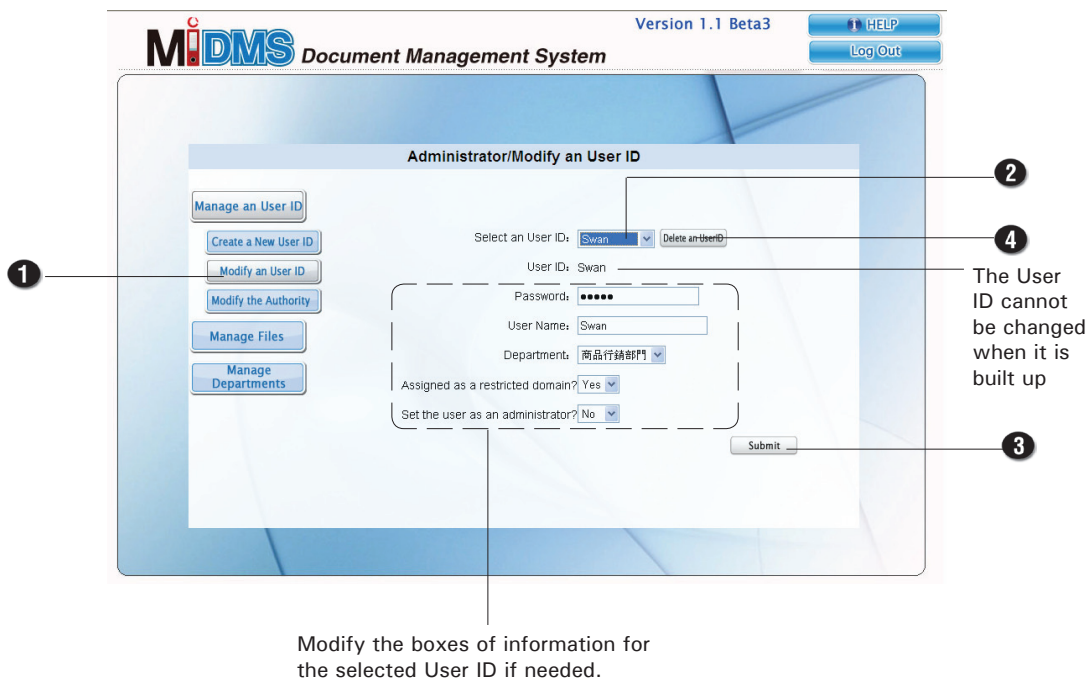 Version 1.1 Beta3
HELP
MiDMS Document Management System
Log Out
Administrator/Modify an User ID
2
Manage an User ID
Create a New User ID
Select an User ID: Swan
Delete an UserID
4
1
Modify an User ID
User ID: Swan
The User
ID cannot
be changed
when it is
built up
Modify the Authority
Password: •••••
Manage Files
User Name: Swan
Department: 商品行銷部門
Manage
Departments
Assigned as a restricted domain? Yes
Set the user as an administrator? No
Submit
3
Modify the boxes of information for
the selected User ID if needed.